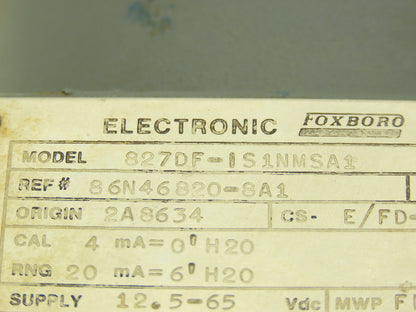 ELECTRONIC FOXBORO
MODEL 827DF-IS1NMSA1
REF# 86N46820-8A1
ORIGIN 2A8634 CS- E/FD-
CAL 4 mA= 0' H20
RNG 20 mA= 6' H20
SUPPLY 12.5-65 Vdc MWP